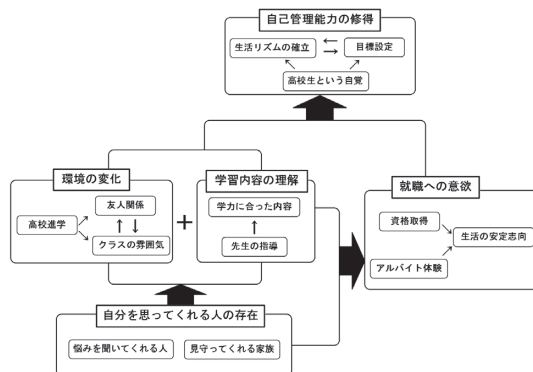 自己管理能力の修得
生活リズムの確立
目標設定
高校生という自覚
環境の変化
友人関係
高校進学
クラスの雰囲気
+
学習内容の理解
学力に合った内容
先生の指導
就職への意欲
資格取得
生活の安定志向
アルバイト体験
自分を思ってくれる人の存在
悩みを聞いてくれる人
見守ってくれる家族